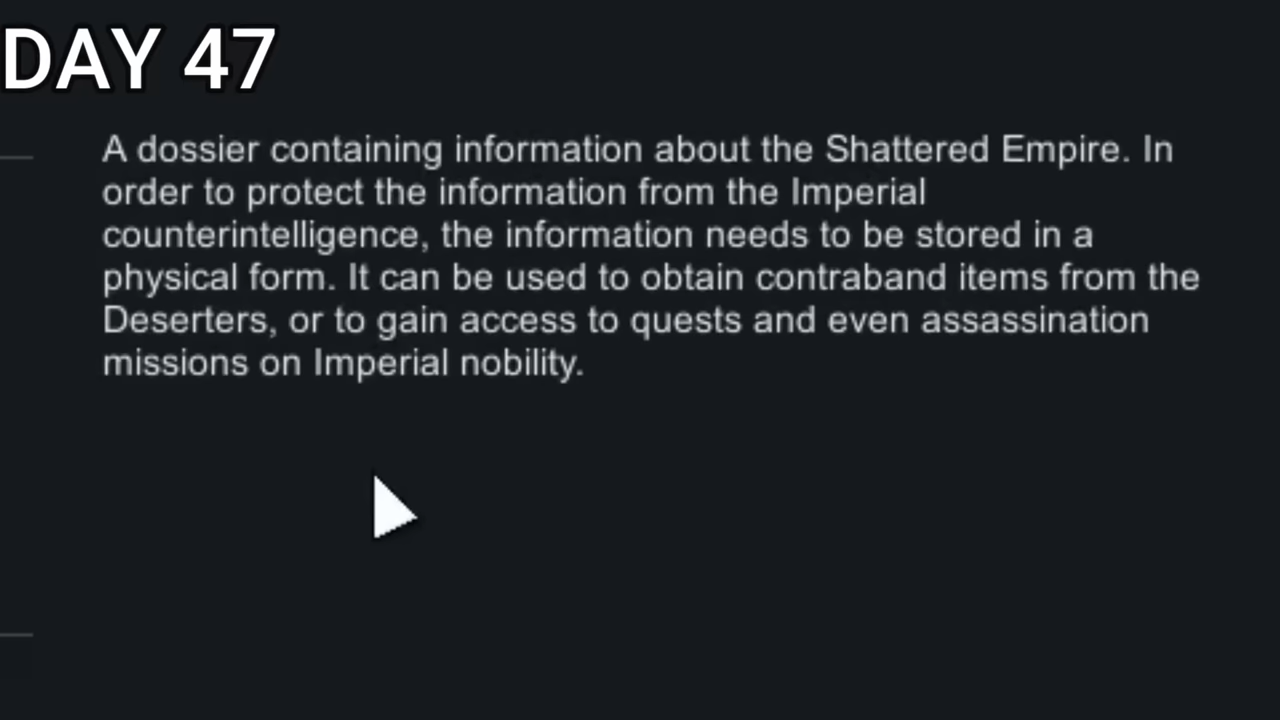 DAY 47
A dossier containing information about the Shattered Empire. In
order to protect the information from the Imperial
counterintelligence, the information needs to be stored in a
physical form. It can be used to obtain contraband items from the
Deserters, or to gain access to quests and even assassination
missions on Imperial nobility.